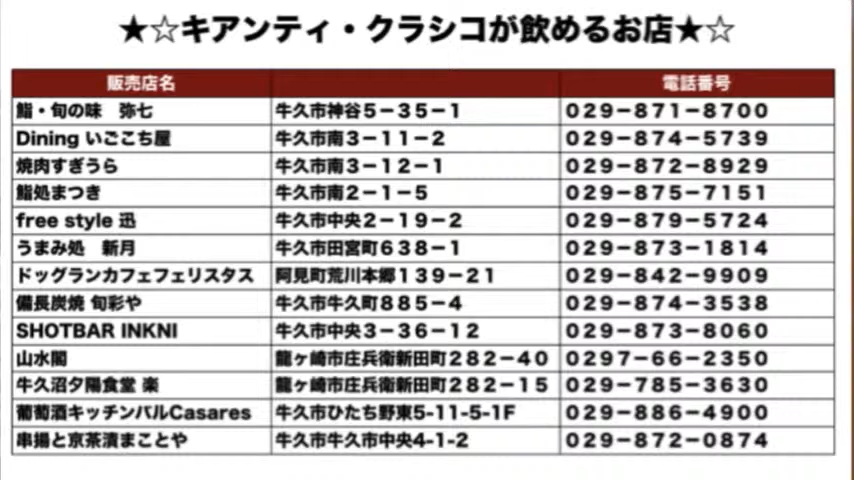 ★☆キアンティ・クラシコが飲めるお店★☆
販売店名 電話番号
鮨・旬の味　弥七 牛久市神谷５－３５－１ ０２９－８７１－８７００
Dining いごこち屋 牛久市南３－１１－２ ０２９－８７４－５７３９
焼肉すぎうら 牛久市南３－１２－１ ０２９－８７２－８９２９
鮨処まつき 牛久市南２－１－５ ０２９－８７５－７１５１
free style 迅 牛久市中央２－１９－２ ０２９－８７９－５７２４
うまみ処　新月 牛久市田宮町６３８－１ ０２９－８７３－１８１４
ドッグランカフェフェリスタス 阿見町荒川本郷１３９－２１ ０２９－８４２－９９０９
備長炭焼 旬彩や 牛久市牛久町８８５－４ ０２９－８７４－３５３８
SHOTBAR INKNI 牛久市中央３－３６－１２ ０２９－８７３－８０６０
山水閣 龍ヶ崎市庄兵衛新田町２８２－４０ ０２９７－６６－２３５０
牛久沼夕陽食堂 楽 龍ヶ崎市庄兵衛新田町２８２－１５ ０２９－７８５－３６３０
葡萄酒キッチンバルCasares 牛久市ひたち野東5-11-5-1F ０２９－８８６－４９００
串揚と京茶漬まことや 牛久市牛久市中央4-1-2 ０２９－８７２－０８７４